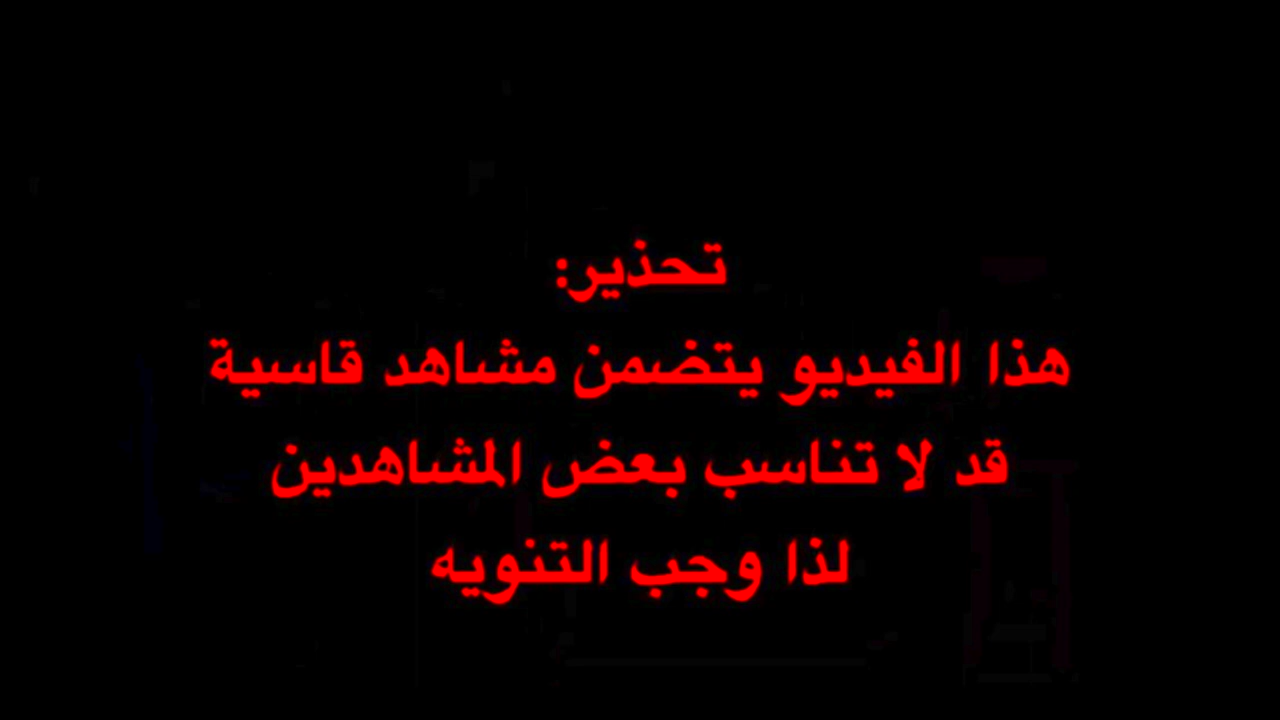 تحذير:
هذا الفيديو يتضمن مشاهد قاسية
قد لا تناسب بعض المشاهدين
لذا وجب التنويه